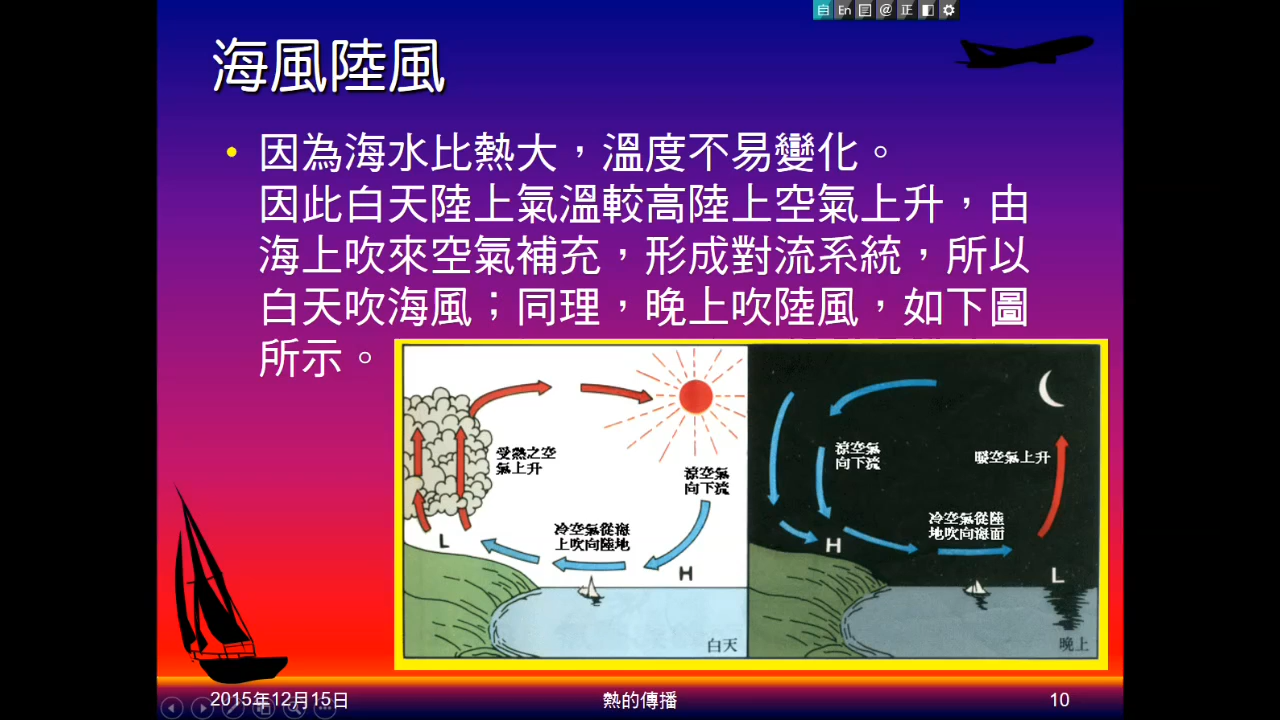 自 En @ 正
海風陸風
• 因為海水比熱大，溫度不易變化。
因此白天陸上氣溫較高陸上空氣上升，由
海上吹來空氣補充，形成對流系統，所以
白天吹海風；同理，晚上吹陸風，如下圖
所示。
受熱之空
氣上升
涼空氣
向下流
冷空氣從海
上吹向陸地
L
H
白天
涼空氣
向下流
暖空氣上升
冷空氣從陸
地吹向海面
H
L
晚上
2015年12月15日
熱的傳播
10